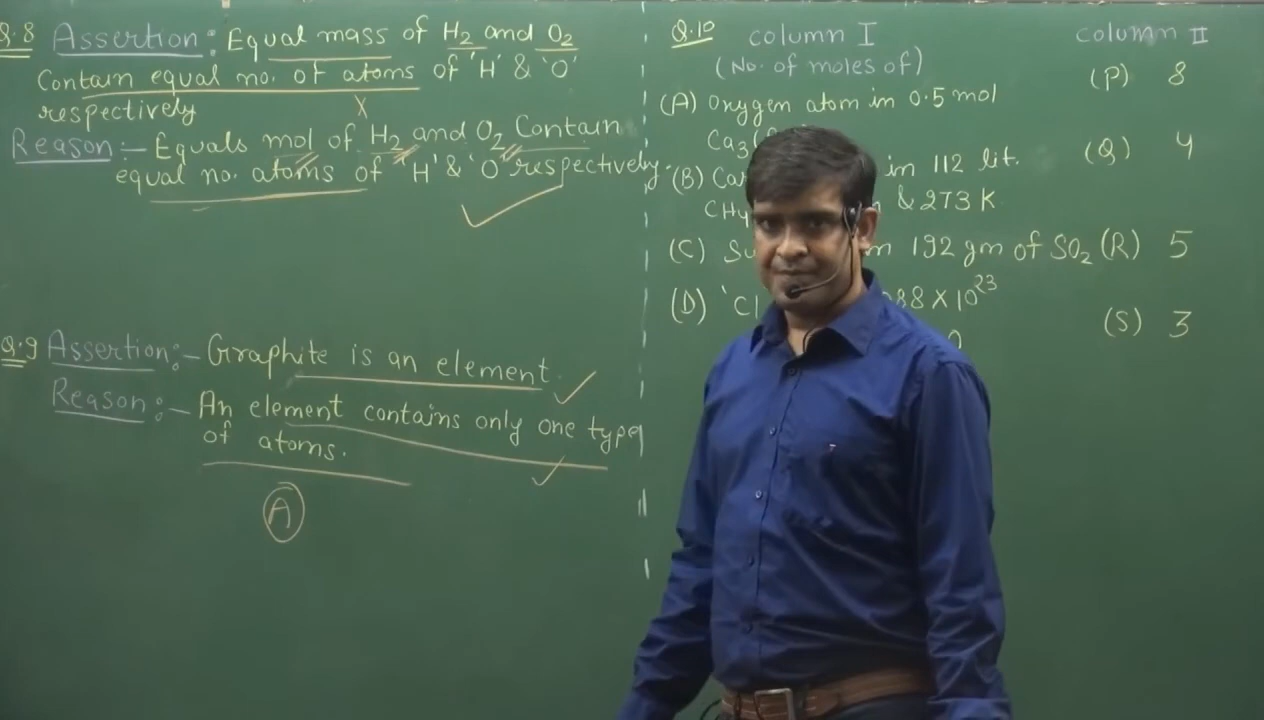 Q.8 Assertion: Equal mass of H2 and O2
Contain equal no. of atoms of 'H' & 'O'
respectively
X
Reason:- Equals mol of H2 and O2 Contain
equal no. atoms of 'H' & 'O' respectively.
Q.9 Assertion:- Graphite is an element.
Reason:- An element contains only one type
of atoms.
A
Q.10 column I column II
(No. of moles of)
(P) 8
(A) Oxygen atom in 0.5 mol
Ca3(
(Q) 4
(B) in 112 lit.
CH4 & 273 K
(C) 192 gm of SO2 (R) 5
(D) 88 X 10^23
(S) 3